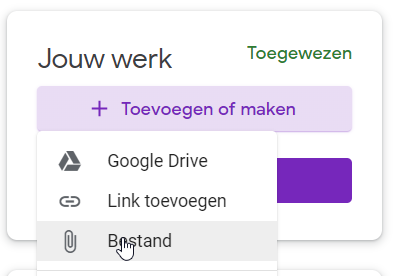 Jouw werk
Toegewezen
Toevoegen of maken
Google Drive
Link toevoegen
Bestand